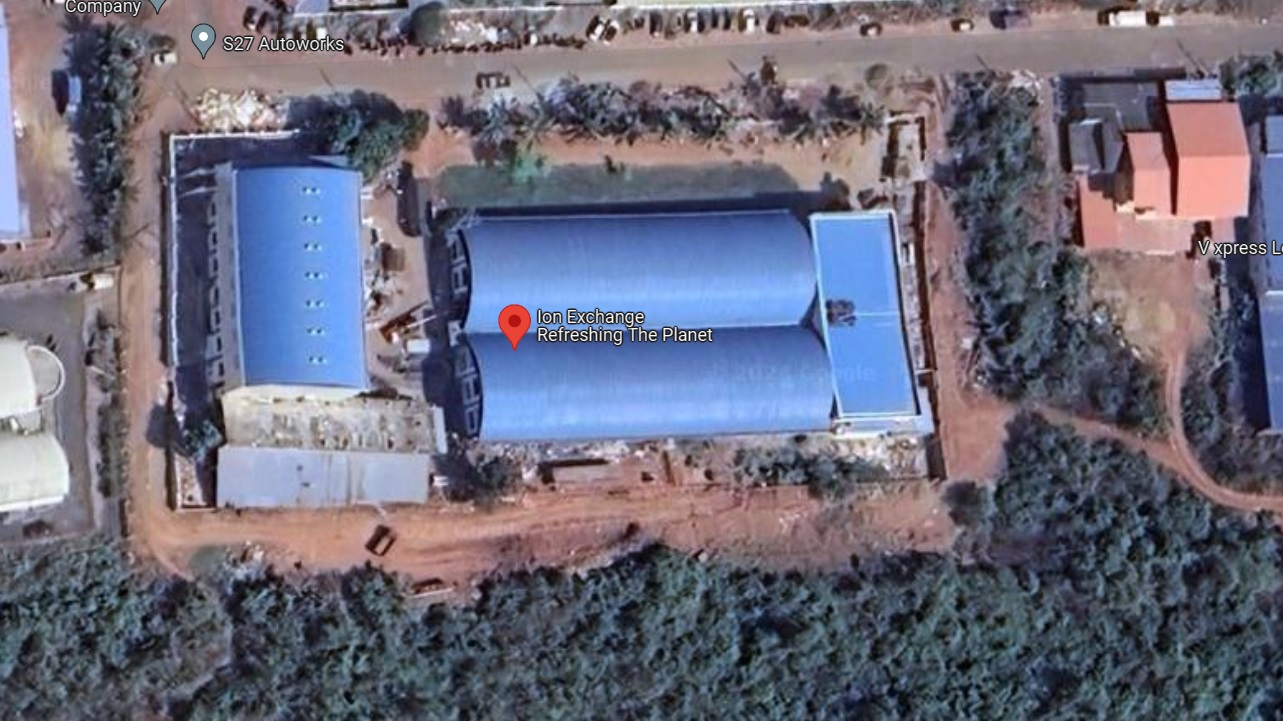 Company
S27 Autoworks
V xpress L
Ion Exchange
Refreshing The Planet